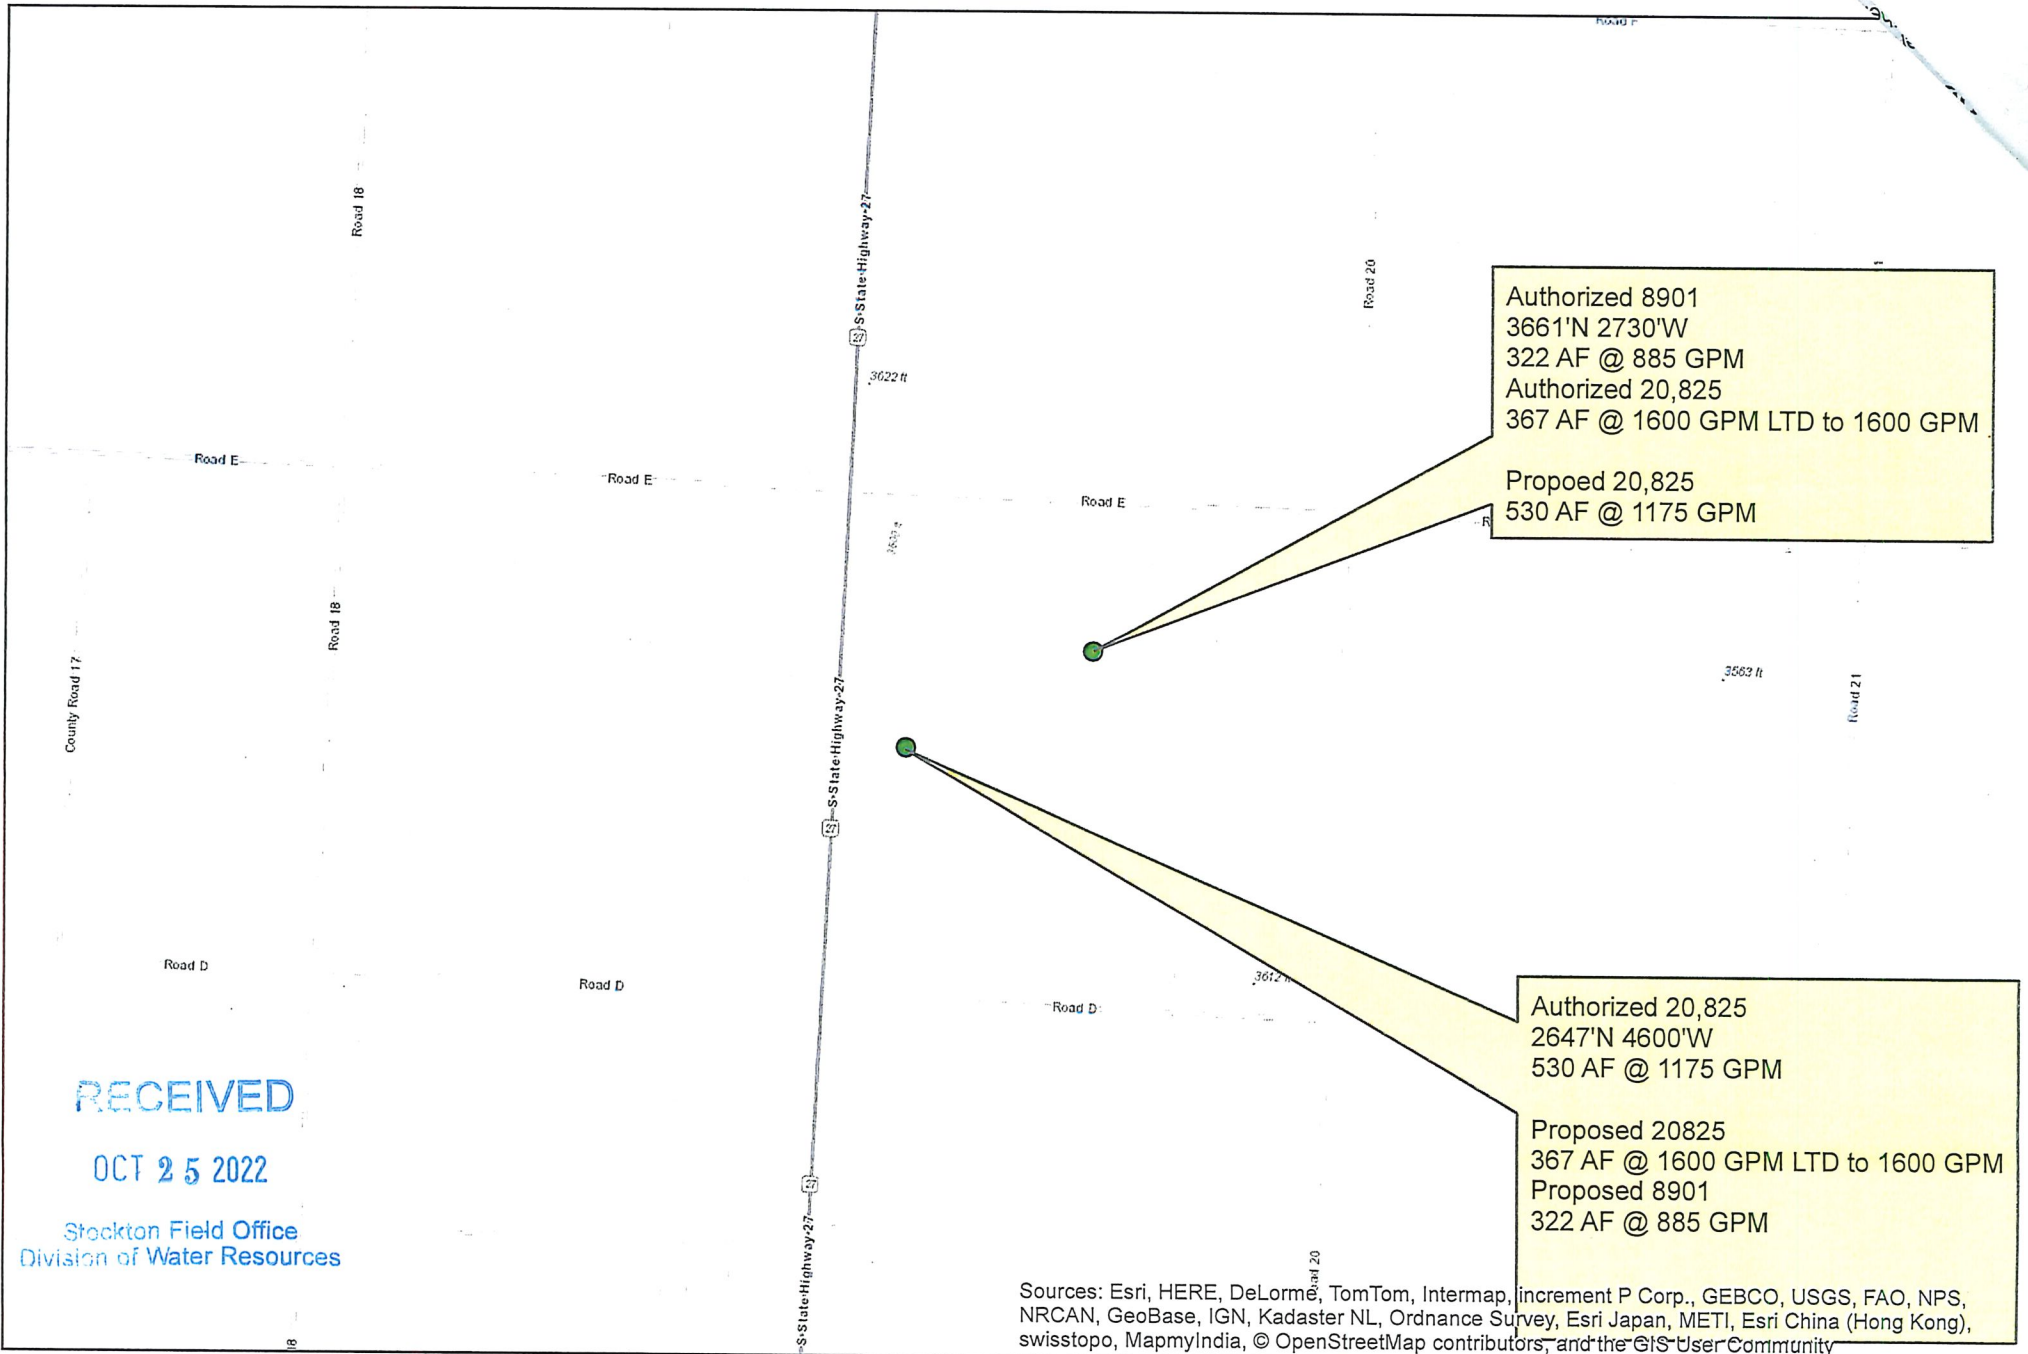 Road F
Road 18
S State Highway 27
27
3622 ft
Road 20
Authorized 8901
3661'N 2730'W
322 AF @ 885 GPM
Authorized 20,825
367 AF @ 1600 GPM LTD to 1600 GPM
Propoed 20,825
530 AF @ 1175 GPM
Road E
Road E
Road E
R
Road 18
County Road 17
S State Highway 27
27
3563 ft
Road 21
Road D
Road D
Road D
3612 ft
Authorized 20,825
2647'N 4600'W
530 AF @ 1175 GPM
Proposed 20825
367 AF @ 1600 GPM LTD to 1600 GPM
Proposed 8901
322 AF @ 885 GPM
RECEIVED
OCT 25 2022
Stockton Field Office
Division of Water Resources
27
S State Highway 27
ad 20
18
Sources: Esri, HERE, DeLorme, TomTom, Intermap, increment P Corp., GEBCO, USGS, FAO, NPS,
NRCAN, GeoBase, IGN, Kadaster NL, Ordnance Survey, Esri Japan, METI, Esri China (Hong Kong),
swisstopo, MapmyIndia, © OpenStreetMap contributors, and the GIS User Community